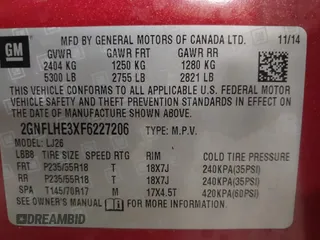 GM
MFD BY GENERAL MOTORS OF CANADA LTD. 11/14
GVWR GAWR FRT GAWR RR
2404 KG 1250 KG 1280 KG
5300 LB 2755 LB 2821 LB
THIS VEHICLE CONFORMS TO ALL APPLICABLE U.S. FEDERAL MOTOR
VEHICLE SAFETY, BUMPER, AND THEFT PREVENTION STANDARDS IN
EFFECT ON THE DATE OF MANUFACTURE SHOWN ABOVE.
2GNFLHE3XF6227206 TYPE: M.P.V.
MODEL: LJ26
TIRE SIZE SPEED RTG RIM COLD TIRE PRESSURE
FRT P235/55R18 T 18X7J 240KPA(35PSI)
RR P235/55R18 T 18X7J 240KPA(35PSI)
SPA T145/70R17 M 17X4.5T 420KPA(60PSI)
SEE OWNER'S MANUAL FOR MORE INFORMATION.
DREAMBID